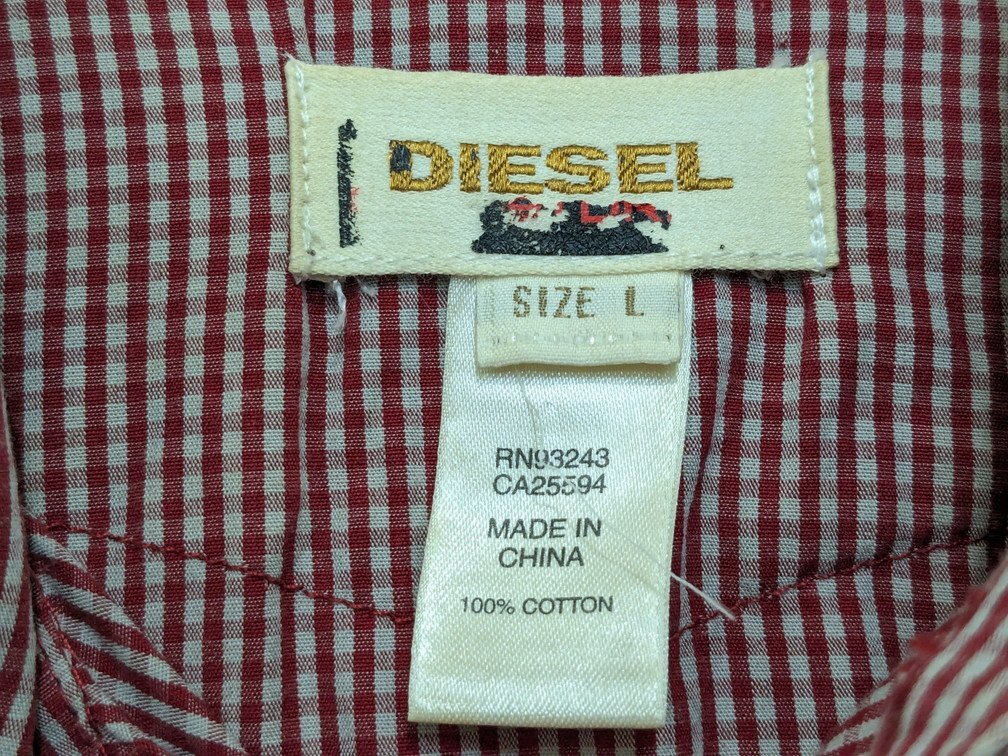 DIESEL
SIZE L
RN93243
CA25594
MADE IN
CHINA
100% COTTON